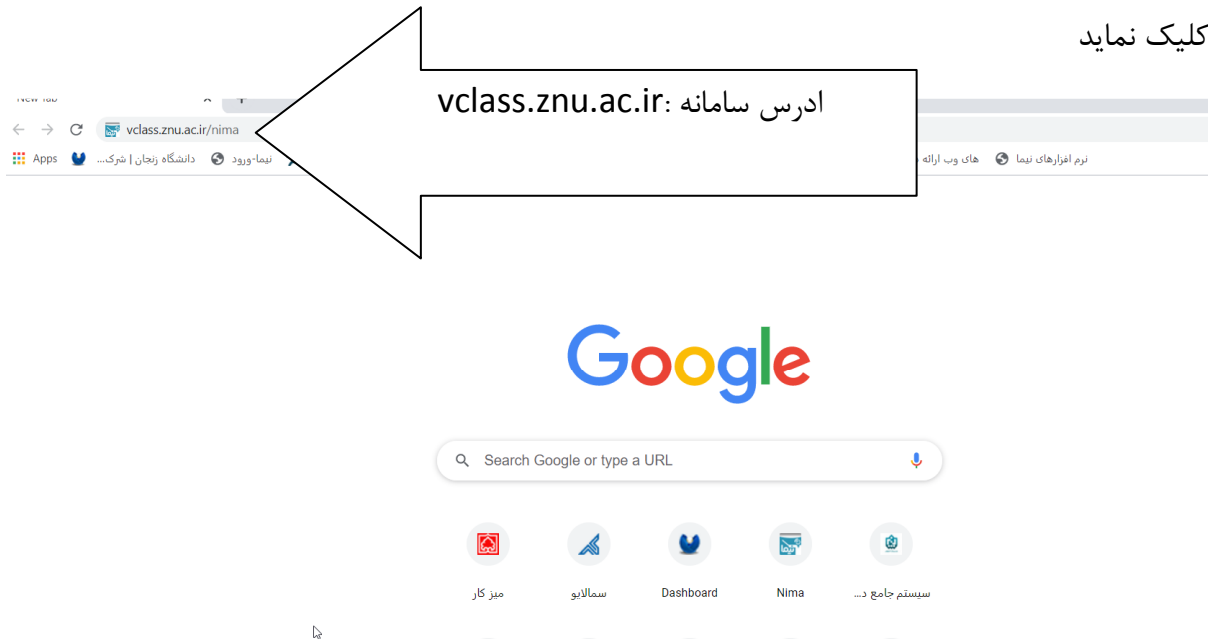 کلیک نماید
ادرس سامانه :vclass.znu.ac.ir
New Tab
vclass.znu.ac.ir/nima
Apps دانشگاه زنجان | شرک... نیما-ورود های وب ارائه نرم افزارهای نیما
Google
Search Google or type a URL
میز کار سمالایو Dashboard Nima سیستم جامع د...